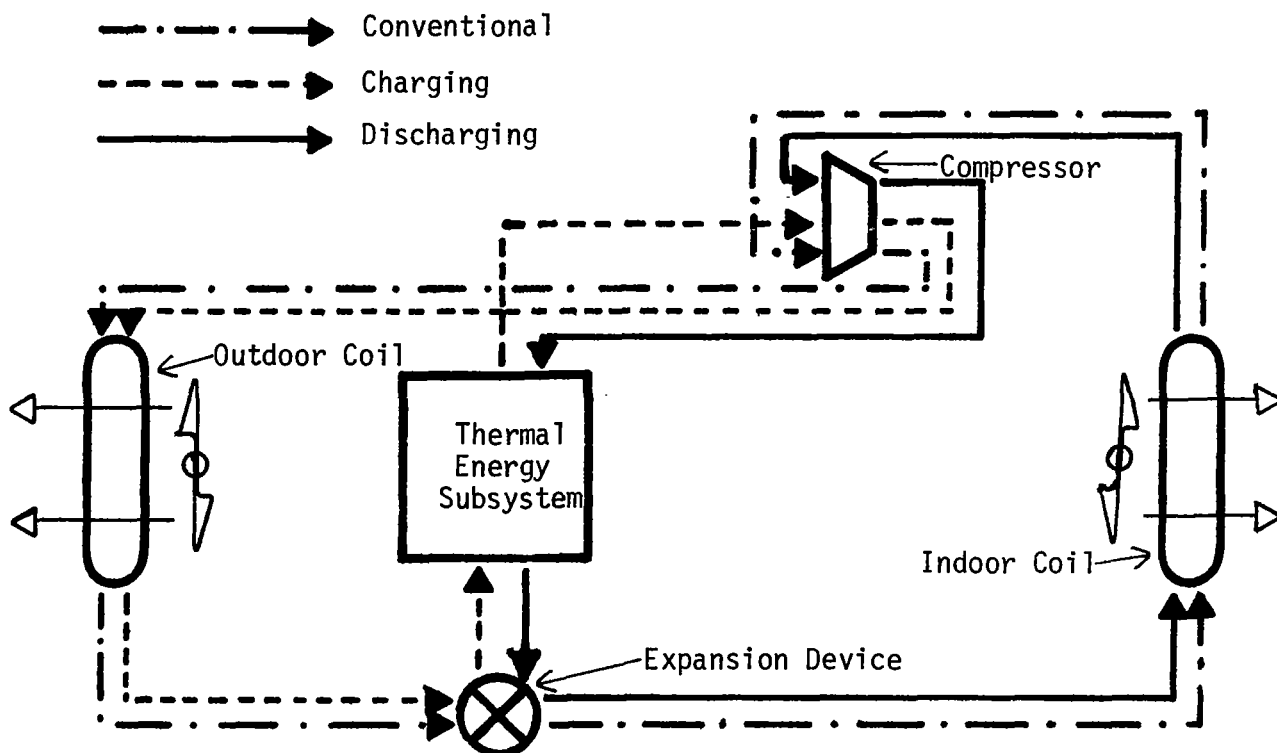 Conventional
Charging
Discharging
Compressor
Outdoor Coil
Thermal
Energy
Subsystem
Indoor Coil
Expansion Device